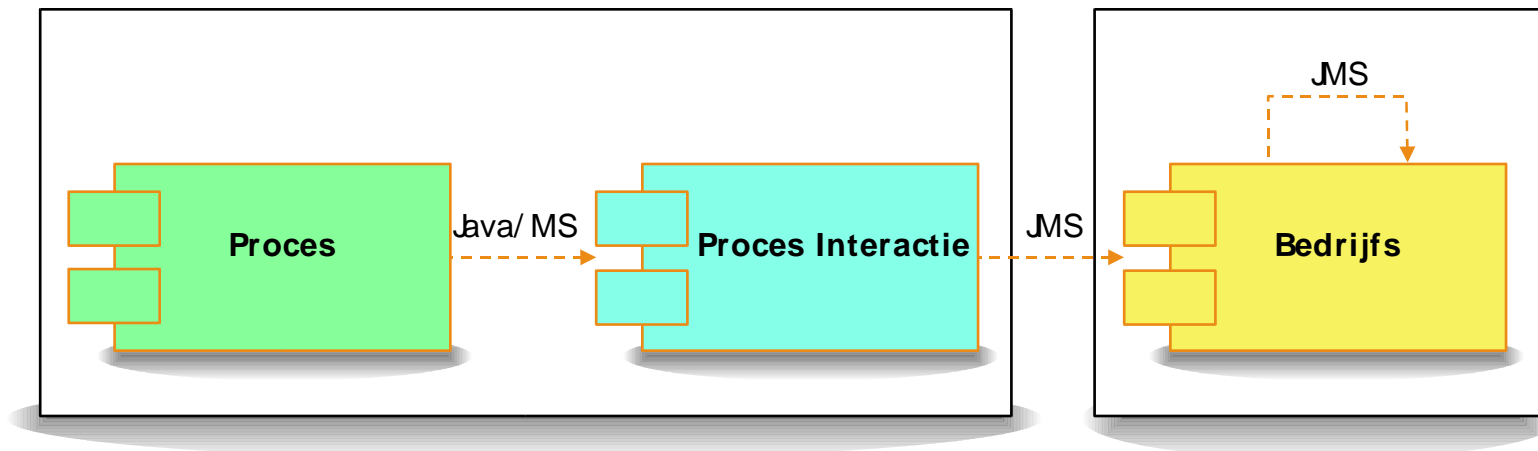 JMS
Proces
Java/ MS
Proces Interactie
JMS
Bedrijfs